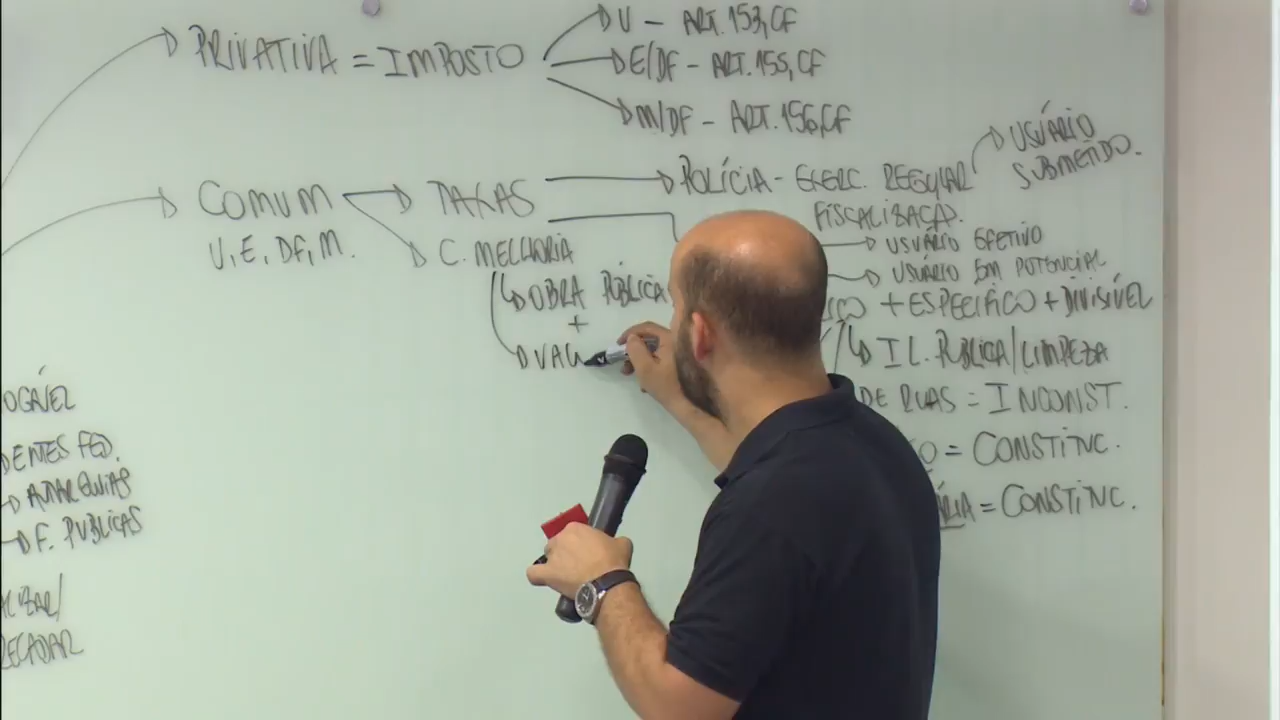 PRIVATIVA = IMPOSTO
U - ART. 153, CF
E/DF - ART. 155, CF
M/DF - ART. 156, CF
COMUM
U, E, DF, M.
TAXAS
POLÍCIA - EXERC. REGULAR
FISCALIZAÇÃO.
USUÁRIO
SUBMETIDO.
USUÁRIO EFETIVO
USUÁRIO EM POTENCIAL
+ ESPECÍFICO + DIVISÍVEL
IL. PÚBLICA/LIMPEZA
DE RUAS = INCONST.
= CONSTITUC.
= CONSTITUC.
C. MELHORIA
OBRA PÚBLICA
+
DENTES FED.
AUTARQUIAS
F. PÚBLICAS